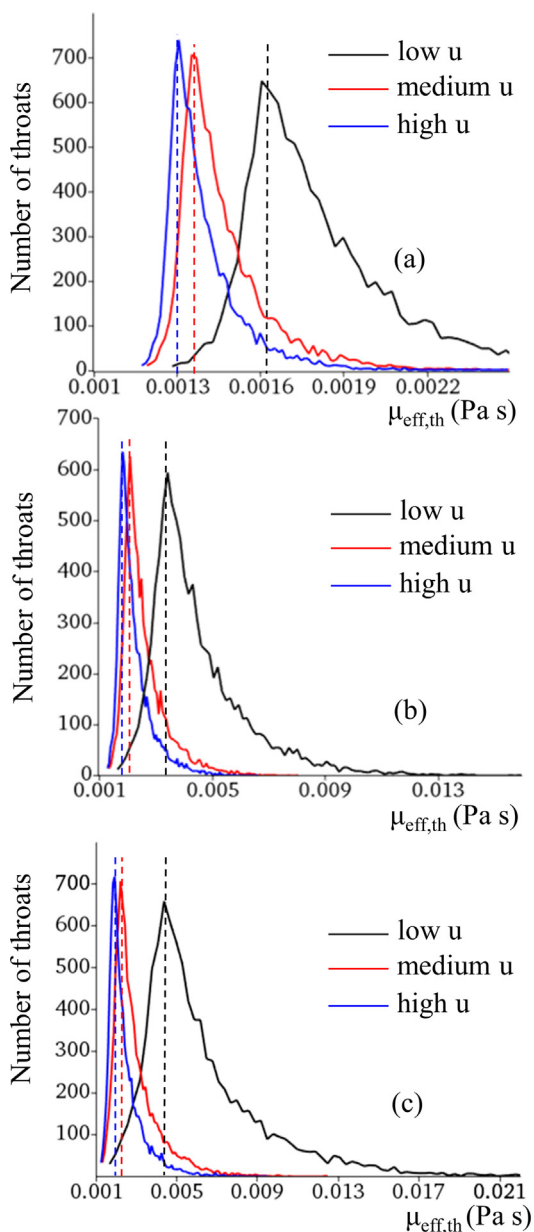 Number of throats
700
600
500
400
300
200
100
0
low u
medium u
high u
(a)
0.001 0.0013 0.0016 0.0019 0.0022
μeff,th (Pa s)
Number of throats
700
600
500
400
300
200
100
0
low u
medium u
high u
(b)
0.001 0.005 0.009 0.013
μeff,th (Pa s)
Number of throats
700
600
500
400
300
200
100
low u
medium u
high u
(c)
0.001 0.005 0.009 0.013 0.017 0.021
μeff,th (Pa s)